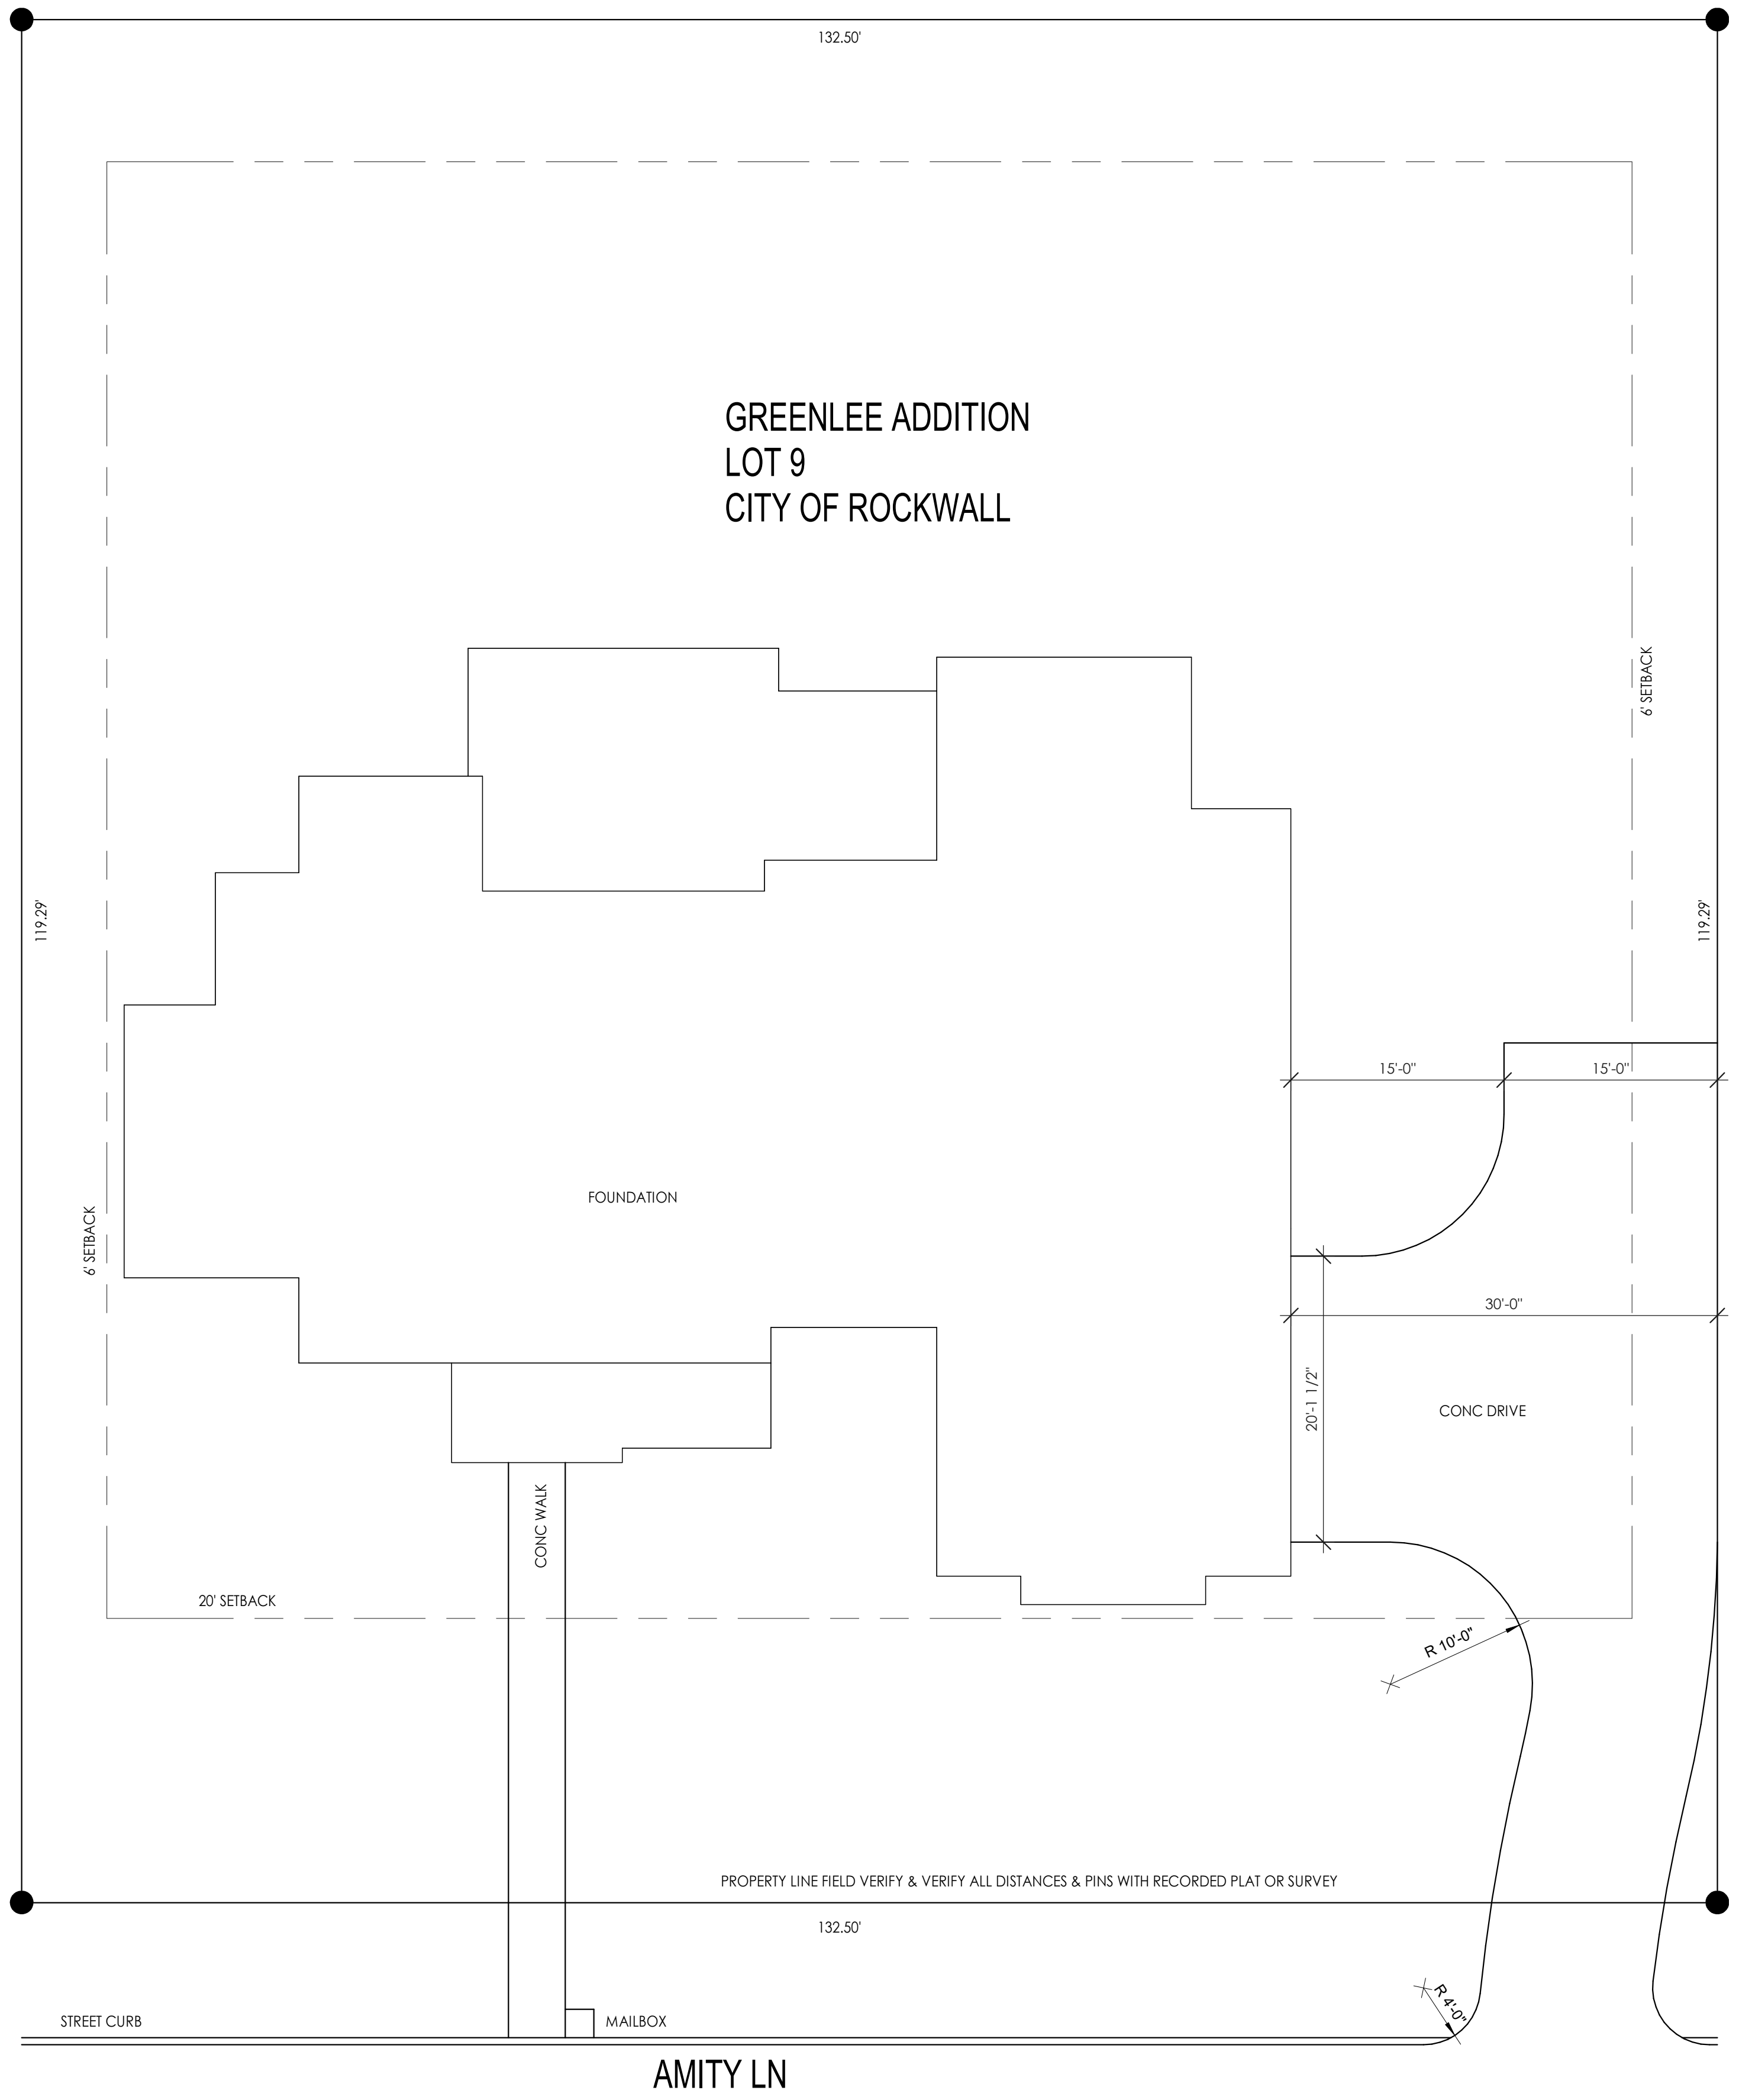 132.50'
GREENLEE ADDITION
LOT 9
CITY OF ROCKWALL
6' SETBACK
119.29'
119.29'
15'-0"
15'-0"
FOUNDATION
6' SETBACK
30'-0"
20'-1 1/2"
CONC DRIVE
CONC WALK
20' SETBACK
R 10'-0"
PROPERTY LINE FIELD VERIFY & VERIFY ALL DISTANCES & PINS WITH RECORDED PLAT OR SURVEY
132.50'
R 4'-0"
STREET CURB
MAILBOX
AMITY LN